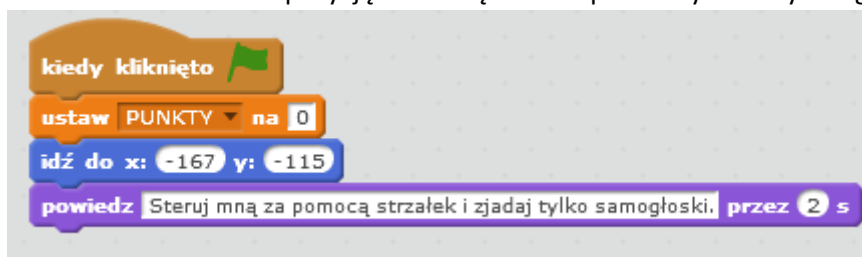 kiedy kliknięto
ustaw PUNKTY na 0
idź do x: -167 y: -115
powiedz Steruj mną za pomocą strzałek i zjadaj tylko samogłoski. przez 2 s